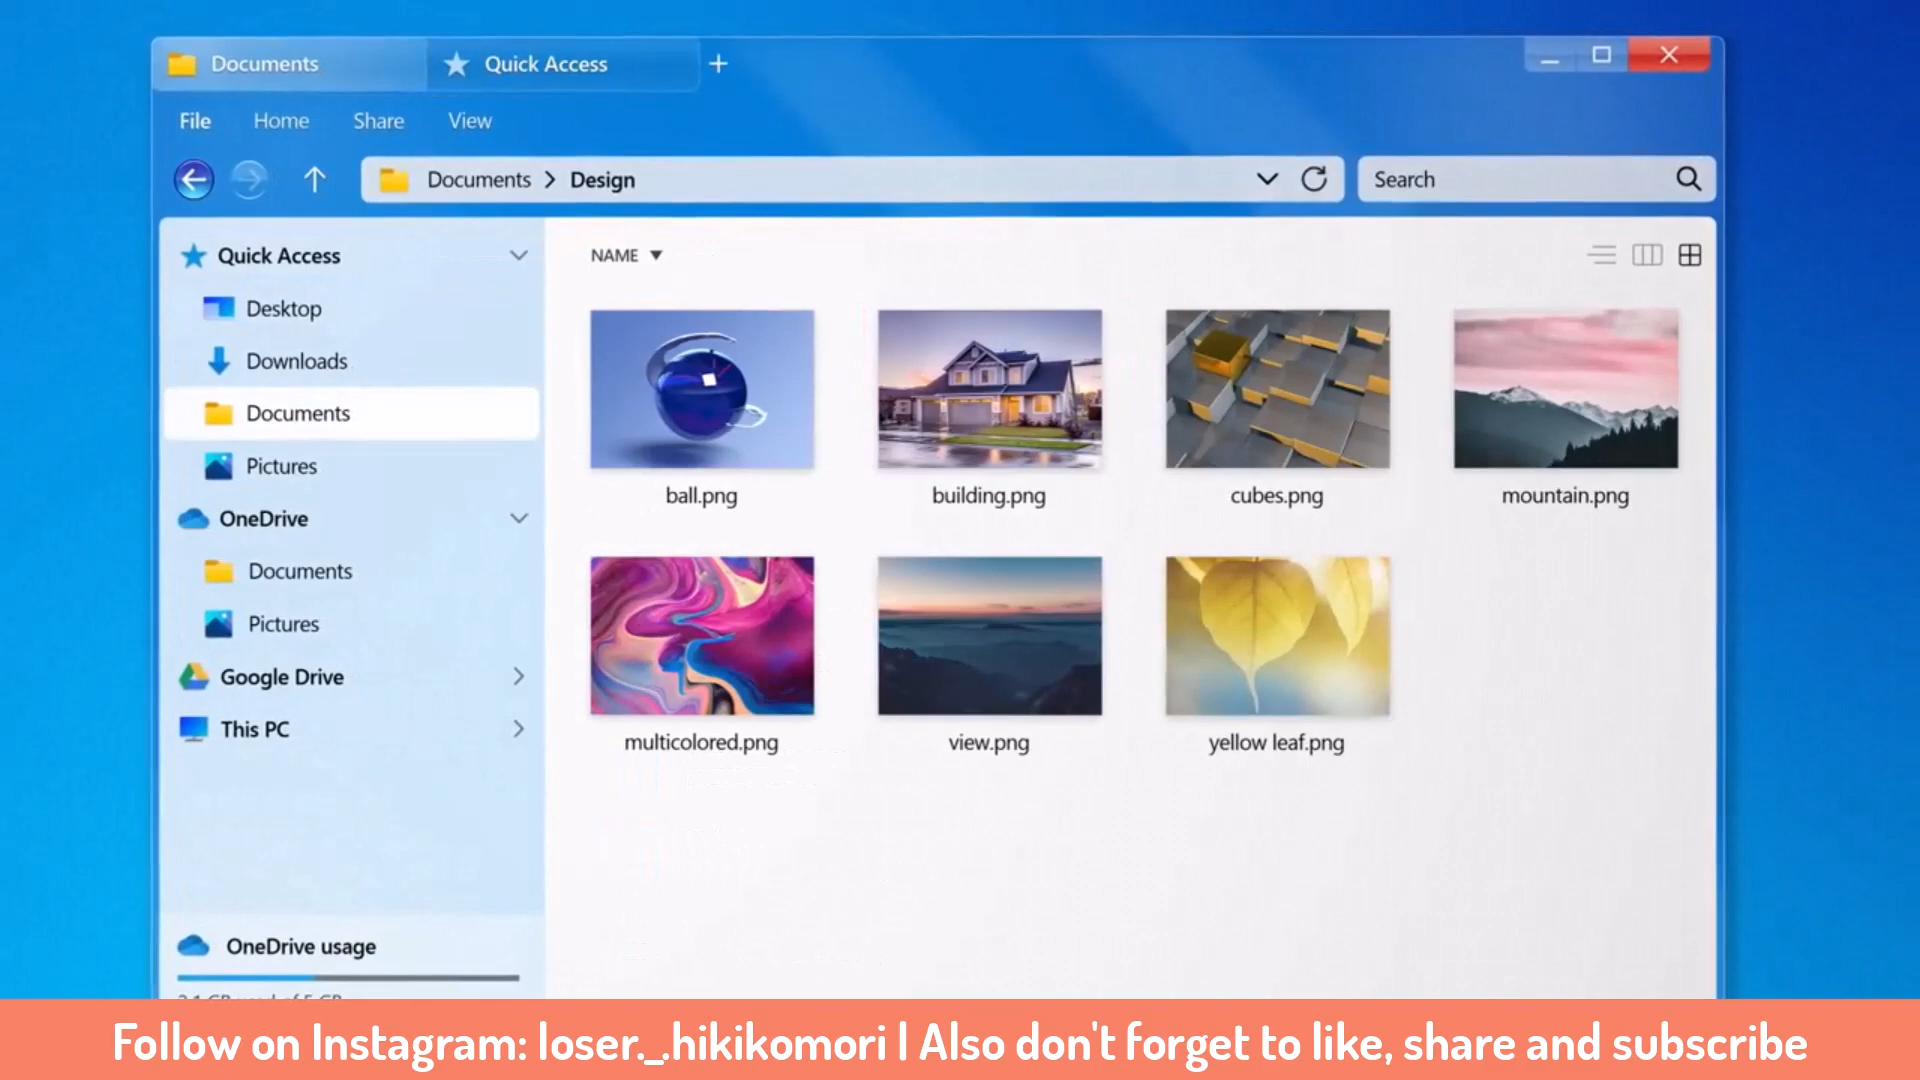 Documents
Quick Access
File Home Share View
Documents > Design
Search
Quick Access
Desktop
Downloads
Documents
Pictures
OneDrive
Documents
Pictures
Google Drive
This PC
OneDrive usage
NAME
ball.png
building.png
cubes.png
mountain.png
multicolored.png
view.png
yellow leaf.png
Follow on Instagram: loser._.hikikomori | Also don't forget to like, share and subscribe